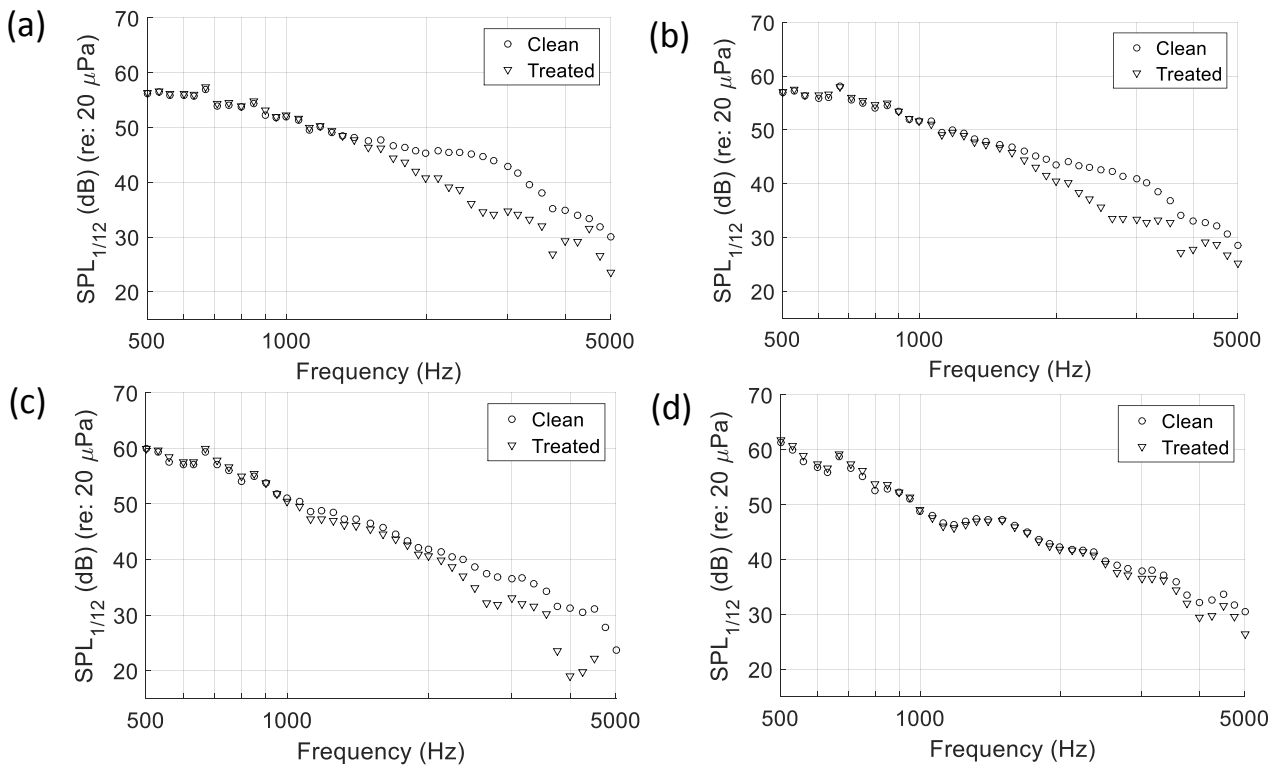 (a)
SPL1/12 (dB) (re: 20 μPa)
70
60
50
40
30
20
500
1000
5000
Frequency (Hz)
Clean
Treated
(b)
SPL1/12 (dB) (re: 20 μPa)
70
60
50
40
30
20
500
1000
5000
Frequency (Hz)
Clean
Treated
(c)
SPL1/12 (dB) (re: 20 μPa)
70
60
50
40
30
20
500
1000
5000
Frequency (Hz)
Clean
Treated
(d)
SPL1/12 (dB) (re: 20 μPa)
70
60
50
40
30
20
500
1000
5000
Frequency (Hz)
Clean
Treated